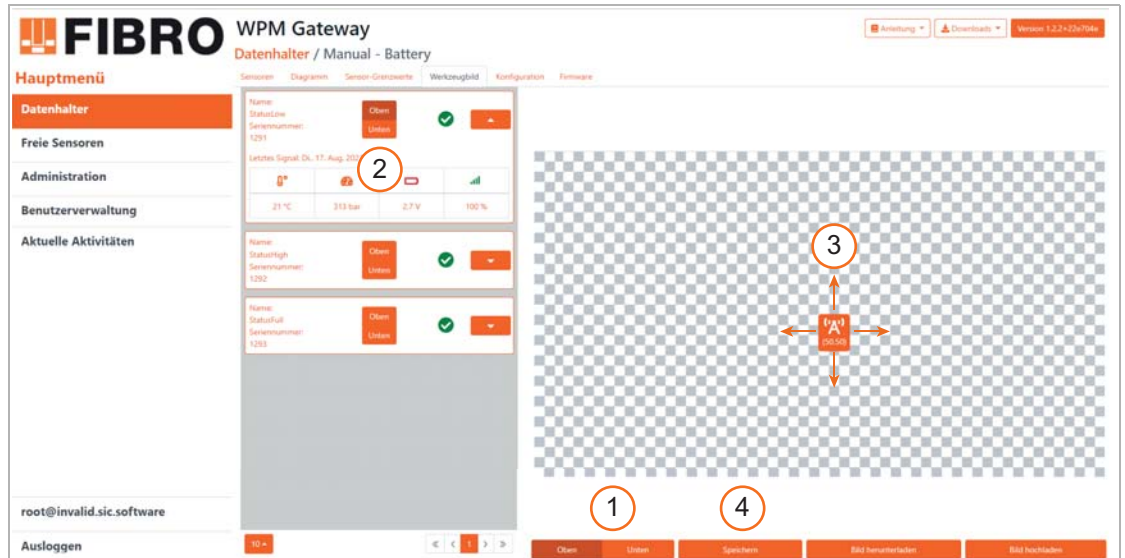 FIBRO
WPM Gateway
Datenhalter / Manual - Battery
Anleitung
Downloads
Version 1.2.2+22e704e
Hauptmenü
Datenhalter
Freie Sensoren
Administration
Benutzerverwaltung
Aktuelle Aktivitäten
root@invalid.sic.software
Ausloggen
Sensoren Diagramm Sensor-Grenzwerte Werkzeugbild Konfiguration Firmware
Name:
StatusLow
Seriennummer:
1291
Oben
Unten
Letztes Signal: Di., 17. Aug. 202
2
21 °C 313 bar 2.7 V 100 %
Name:
StatusHigh
Seriennummer:
1292
Oben
Unten
Name:
StatusFull
Seriennummer:
1293
Oben
Unten
10
« ‹ 1 › »
3
A
(50,50)
1
4
Oben Unten Speichern Bild herunterladen Bild hochladen